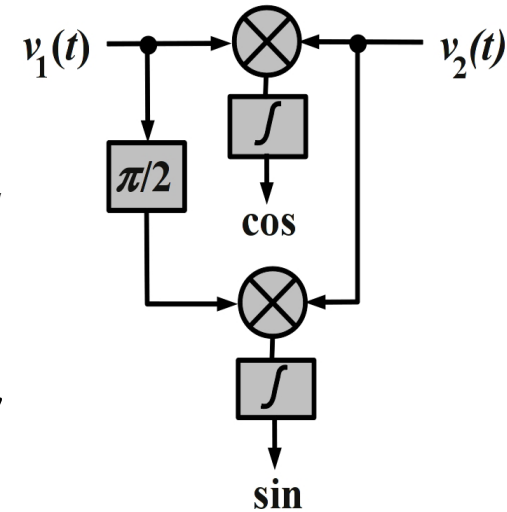 v₁(t) v₂(t)
∫
π/2
cos
∫
sin